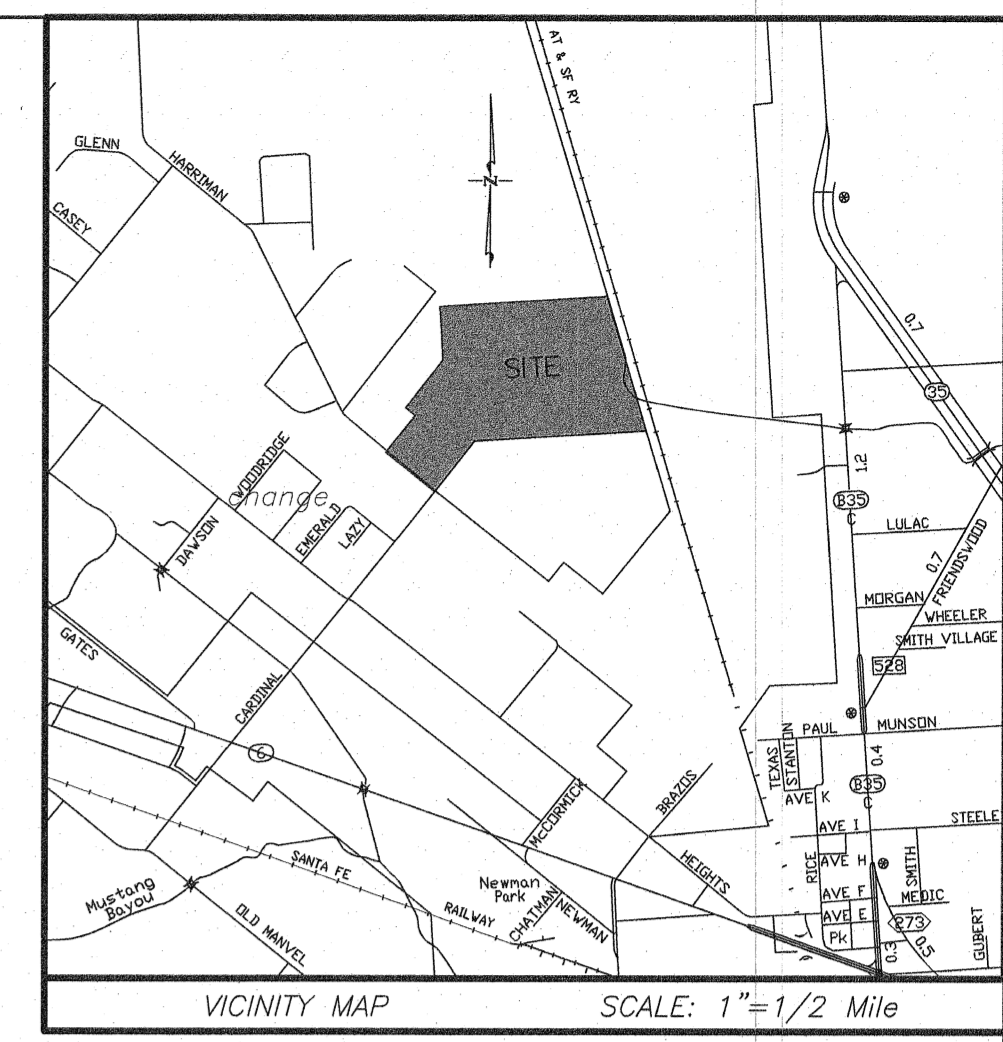 AT & SF RY
GLENN
HARRIMAN
CASEY
N
0.7
SITE
35
1.2
WOODRIDGE
change
B35
C
EMERALD
LAZY
DAWSON
LULAC
FRIENDSWOOD
0.7
MORGAN
WHEELER
SMITH VILLAGE
GATES
528
CARDINAL
PAUL
MUNSON
TEXAS
STANTON
6
0.4
B35
C
AVE K
BRAZOS
McCORMICK
AVE I
STEELE
RICE
AVE H
SMITH
HEIGHTS
SANTA FE
RAILWAY
Mustang
Bayou
Newman
Park
CHATMAN
NEWMAN
AVE F
MEDIC
AVE E
273
Pk
0.3
0.5
GUBERT
OLD MANVEL
VICINITY MAP
SCALE: 1"=1/2 Mile